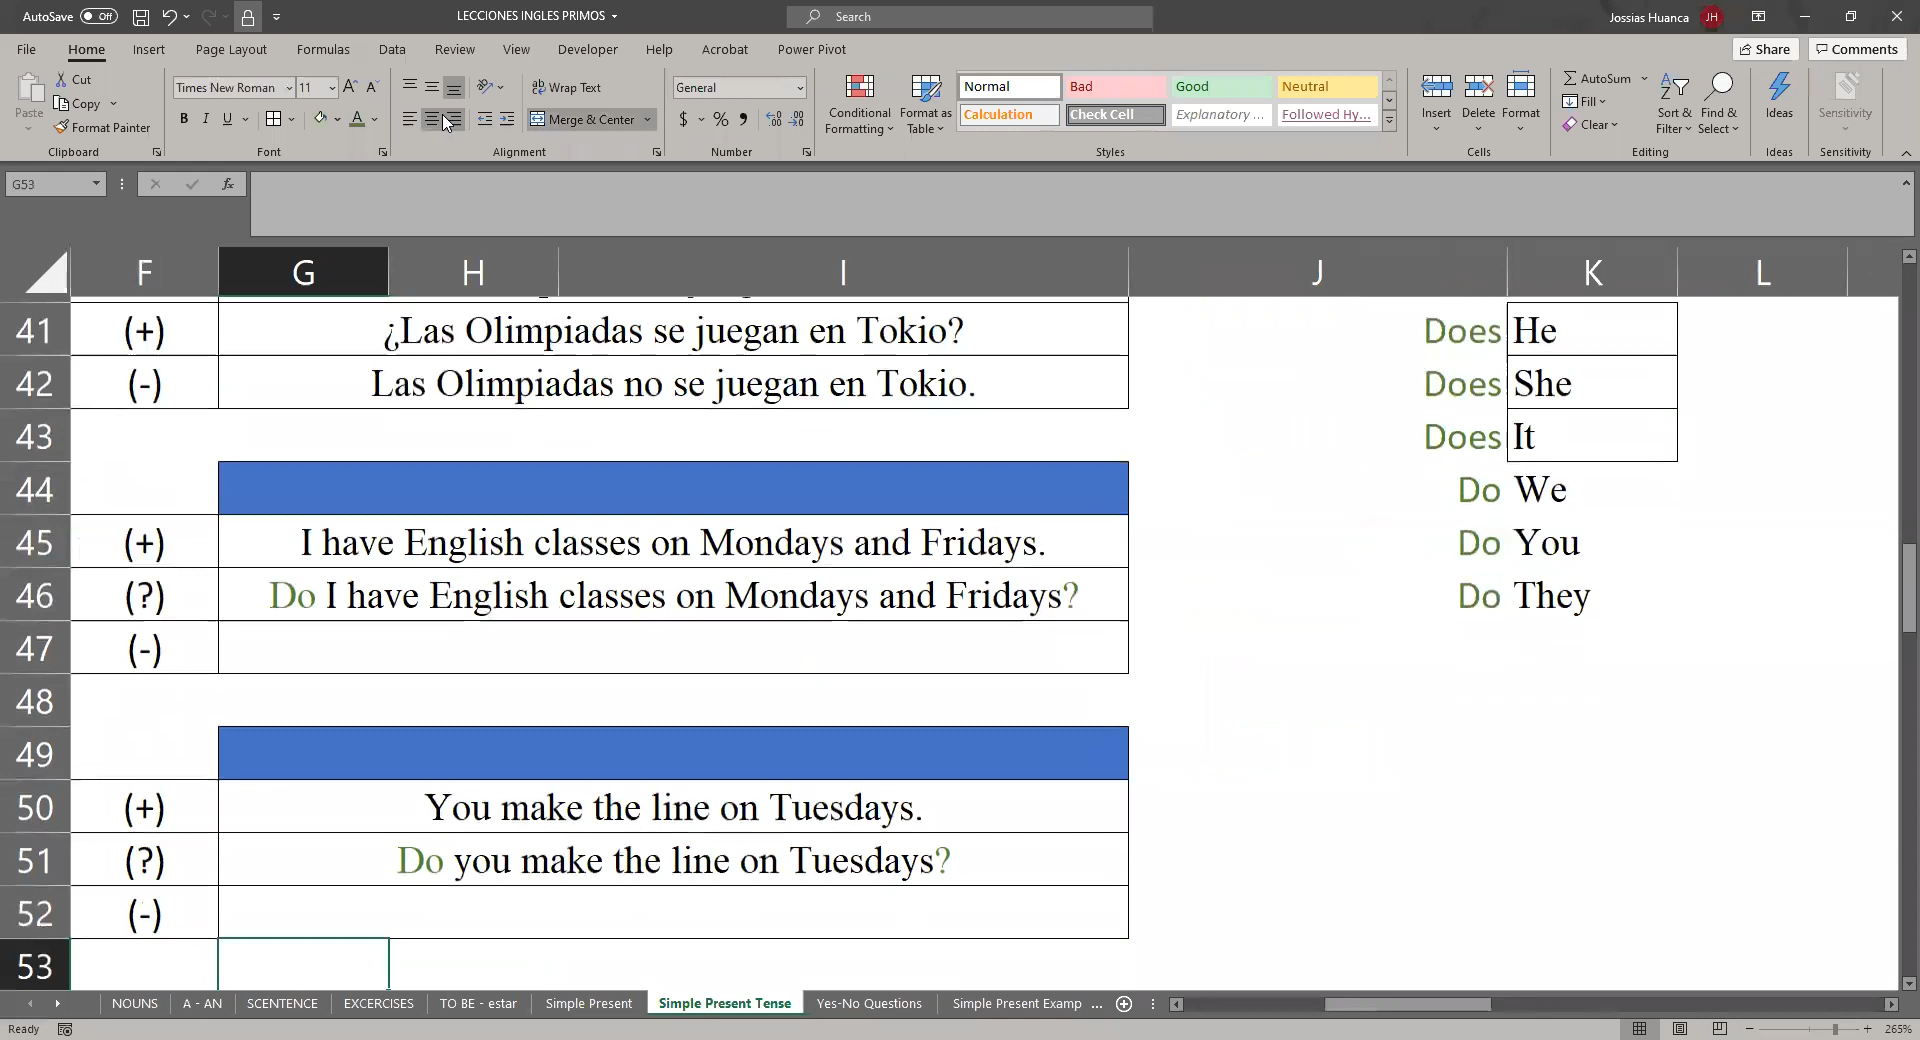 AutoSave Off LECCIONES INGLES PRIMOS Search Jossias Huanca JH
File Home Insert Page Layout Formulas Data Review View Developer Help Acrobat Power Pivot Share Comments
Paste Cut Copy Format Painter Clipboard
Times New Roman 11 B I U A Font
Wrap Text Merge & Center Alignment
General $ % Number
Conditional Formatting Format as Table
Normal Bad Good Neutral
Calculation Check Cell Explanatory ... Followed Hy...
Styles
Insert Delete Format Cells
AutoSum Fill Clear Sort & Filter Find & Select Editing
Ideas Ideas
Sensitivity Sensitivity
G53 fx
F G H I J K L
41 (+) ¿Las Olimpiadas se juegan en Tokio? Does He
42 (-) Las Olimpiadas no se juegan en Tokio. Does She
43 Does It
44 Do We
45 (+) I have English classes on Mondays and Fridays. Do You
46 (?) Do I have English classes on Mondays and Fridays? Do They
47 (-)
48
49
50 (+) You make the line on Tuesdays.
51 (?) Do you make the line on Tuesdays?
52 (-)
53
NOUNS A - AN SCENTENCE EXCERCISES TO BE - estar Simple Present Simple Present Tense Yes-No Questions Simple Present Examp ...
Ready 265%